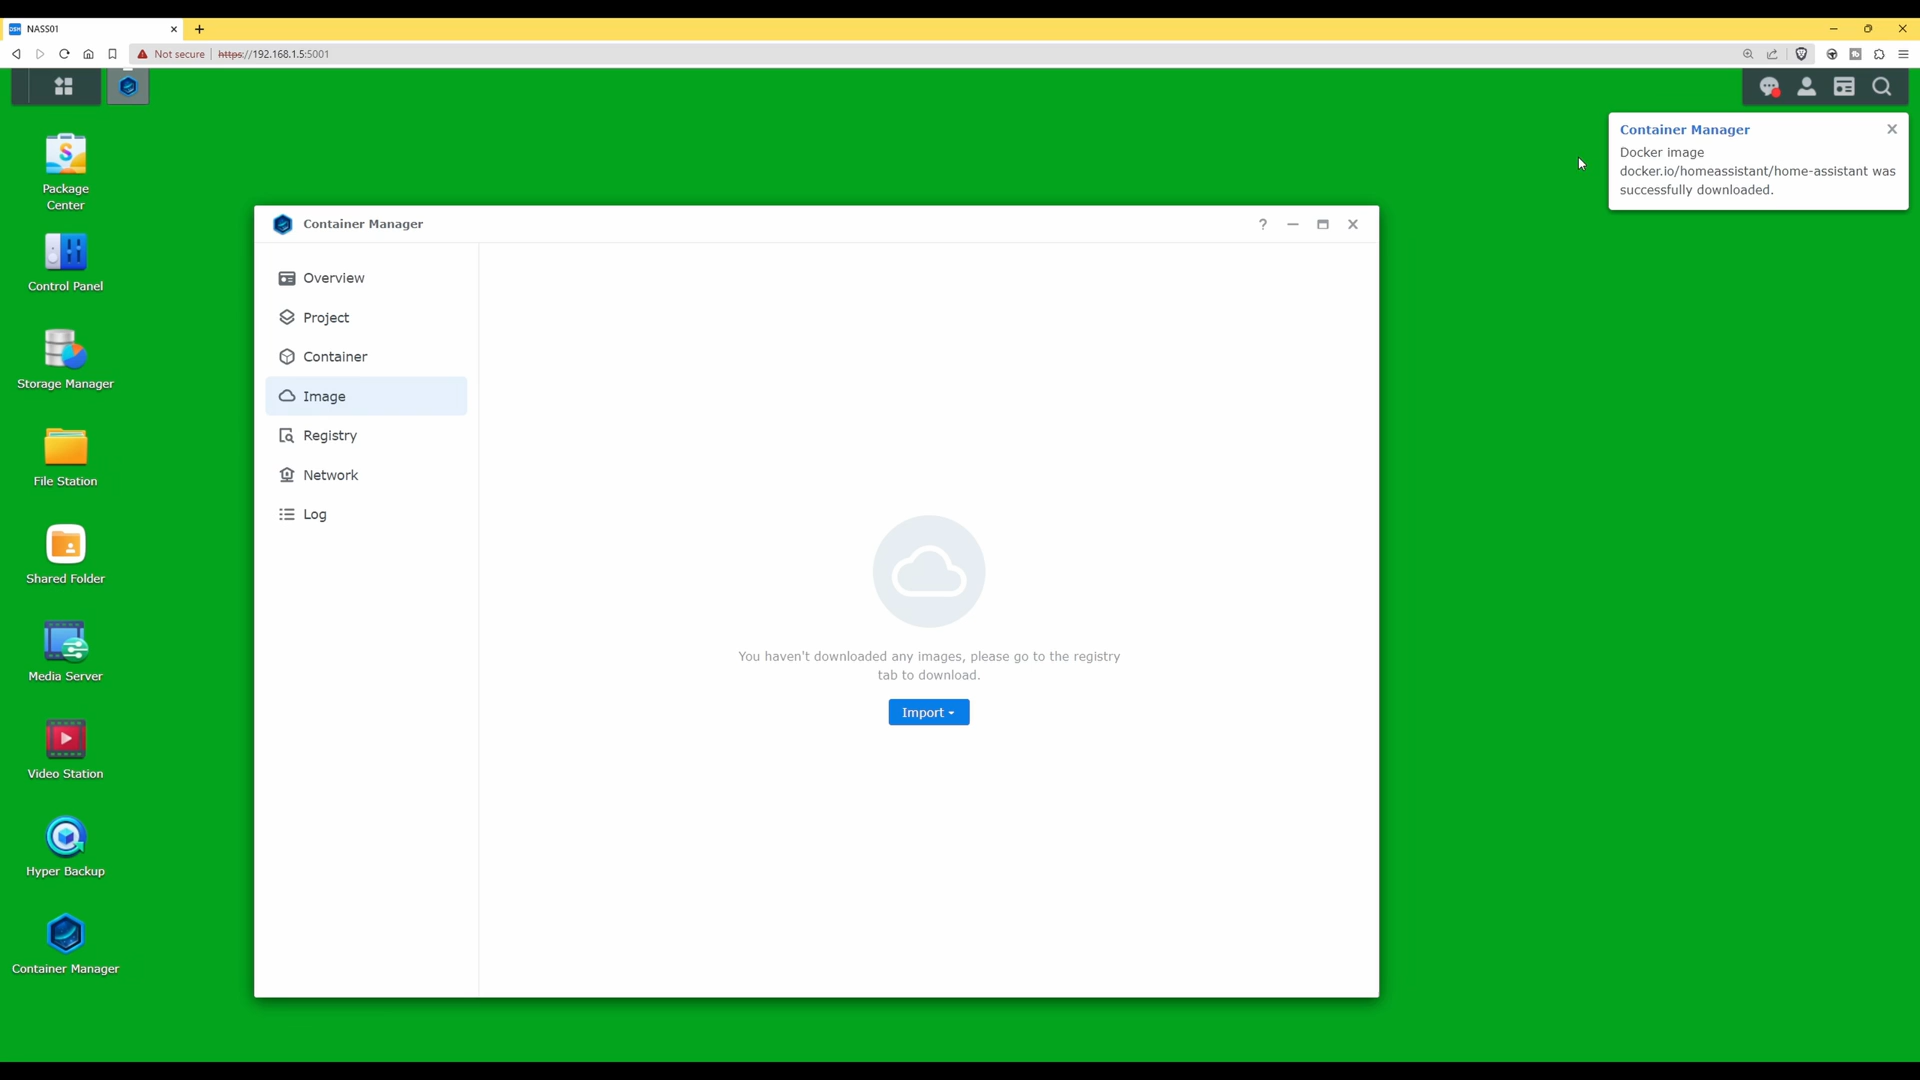 NASS01
Not secure
https://192.168.1.5:5001
Package
Center
Control Panel
Storage Manager
File Station
Shared Folder
Media Server
Video Station
Hyper Backup
Container Manager
Container Manager
Docker image
docker.io/homeassistant/home-assistant was
successfully downloaded.
Container Manager
?
Overview
Project
Container
Image
Registry
Network
Log
You haven't downloaded any images, please go to the registry
tab to download.
Import